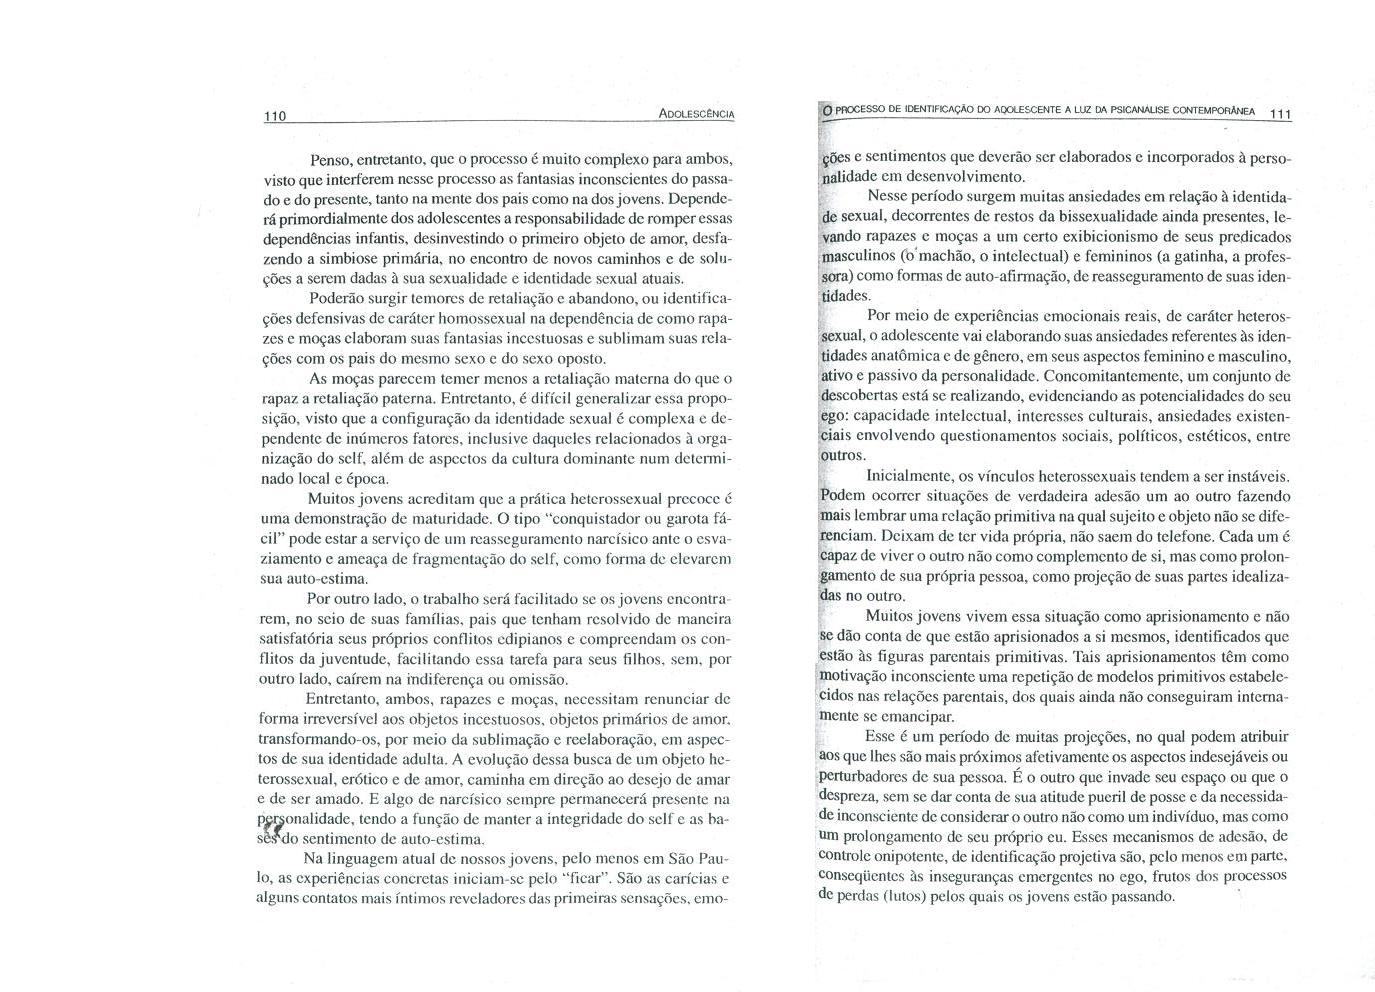 110 ADOLESCÊNCIA
Penso, entretanto, que o processo é muito complexo para ambos,
visto que interferem nesse processo as fantasias inconscientes do passa-
do e do presente, tanto na mente dos pais como na dos jovens. Depende-
rá primordialmente dos adolescentes a responsabilidade de romper essas
dependências infantis, desinvestindo o primeiro objeto de amor, desfa-
zendo a simbiose primária, no encontro de novos caminhos e de solu-
ções a serem dadas à sua sexualidade e identidade sexual atuais.
Poderão surgir temores de retaliação e abandono, ou identifica-
ções defensivas de caráter homossexual na dependência de como rapa-
zes e moças elaboram suas fantasias incestuosas e sublimam suas rela-
ções com os pais do mesmo sexo e do sexo oposto.
As moças parecem temer menos a retaliação materna do que o
rapaz a retaliação paterna. Entretanto, é difícil generalizar essa propo-
sição, visto que a configuração da identidade sexual é complexa e de-
pendente de inúmeros fatores, inclusive daqueles relacionados à orga-
nização do self, além de aspectos da cultura dominante num determi-
nado local e época.
Muitos jovens acreditam que a prática heterossexual precoce é
uma demonstração de maturidade. O tipo “conquistador ou garota fá-
cil” pode estar a serviço de um reasseguramento narcísico ante o esva-
ziamento e ameaça de fragmentação do self, como forma de elevarem
sua auto-estima.
Por outro lado, o trabalho será facilitado se os jovens encontra-
rem, no seio de suas famílias, pais que tenham resolvido de maneira
satisfatória seus próprios conflitos edipianos e compreendam os con-
flitos da juventude, facilitando essa tarefa para seus filhos, sem, por
outro lado, caírem na indiferença ou omissão.
Entretanto, ambos, rapazes e moças, necessitam renunciar de
forma irreversível aos objetos incestuosos, objetos primários de amor,
transformando-os, por meio da sublimação e reelaboração, em aspec-
tos de sua identidade adulta. A evolução dessa busca de um objeto he-
terossexual, erótico e de amor, caminha em direção ao desejo de amar
e de ser amado. E algo de narcísico sempre permanecerá presente na
personalidade, tendo a função de manter a integridade do self e as ba-
ses do sentimento de auto-estima.
Na linguagem atual de nossos jovens, pelo menos em São Pau-
lo, as experiências concretas iniciam-se pelo “ficar”. São as carícias e
alguns contatos mais íntimos reveladores das primeiras sensações, emo-
O PROCESSO DE IDENTIFICAÇÃO DO ADOLESCENTE A LUZ DA PSICANÁLISE CONTEMPORÂNEA 111
ções e sentimentos que deverão ser elaborados e incorporados à perso-
nalidade em desenvolvimento.
Nesse período surgem muitas ansiedades em relação à identida-
de sexual, decorrentes de restos da bissexualidade ainda presentes, le-
vando rapazes e moças a um certo exibicionismo de seus predicados
masculinos (o machão, o intelectual) e femininos (a gatinha, a profes-
sora) como formas de auto-afirmação, de reasseguramento de suas iden-
tidades.
Por meio de experiências emocionais reais, de caráter heteros-
sexual, o adolescente vai elaborando suas ansiedades referentes às iden-
tidades anatômica e de gênero, em seus aspectos feminino e masculino,
ativo e passivo da personalidade. Concomitantemente, um conjunto de
descobertas está se realizando, evidenciando as potencialidades do seu
ego: capacidade intelectual, interesses culturais, ansiedades existen-
ciais envolvendo questionamentos sociais, políticos, estéticos, entre
outros.
Inicialmente, os vínculos heterossexuais tendem a ser instáveis.
Podem ocorrer situações de verdadeira adesão um ao outro fazendo
mais lembrar uma relação primitiva na qual sujeito e objeto não se dife-
renciam. Deixam de ter vida própria, não saem do telefone. Cada um é
capaz de viver o outro não como complemento de si, mas como prolon-
gamento de sua própria pessoa, como projeção de suas partes idealiza-
das no outro.
Muitos jovens vivem essa situação como aprisionamento e não
se dão conta de que estão aprisionados a si mesmos, identificados que
estão às figuras parentais primitivas. Tais aprisionamentos têm como
motivação inconsciente uma repetição de modelos primitivos estabele-
cidos nas relações parentais, dos quais ainda não conseguiram interna-
mente se emancipar.
Esse é um período de muitas projeções, no qual podem atribuir
aos que lhes são mais próximos afetivamente os aspectos indesejáveis ou
perturbadores de sua pessoa. É o outro que invade seu espaço ou que o
despreza, sem se dar conta de sua atitude pueril de posse e da necessida-
de inconsciente de considerar o outro não como um indivíduo, mas como
um prolongamento de seu próprio eu. Esses mecanismos de adesão, de
controle onipotente, de identificação projetiva são, pelo menos em parte,
conseqüentes às inseguranças emergentes no ego, frutos dos processos
de perdas (lutos) pelos quais os jovens estão passando.